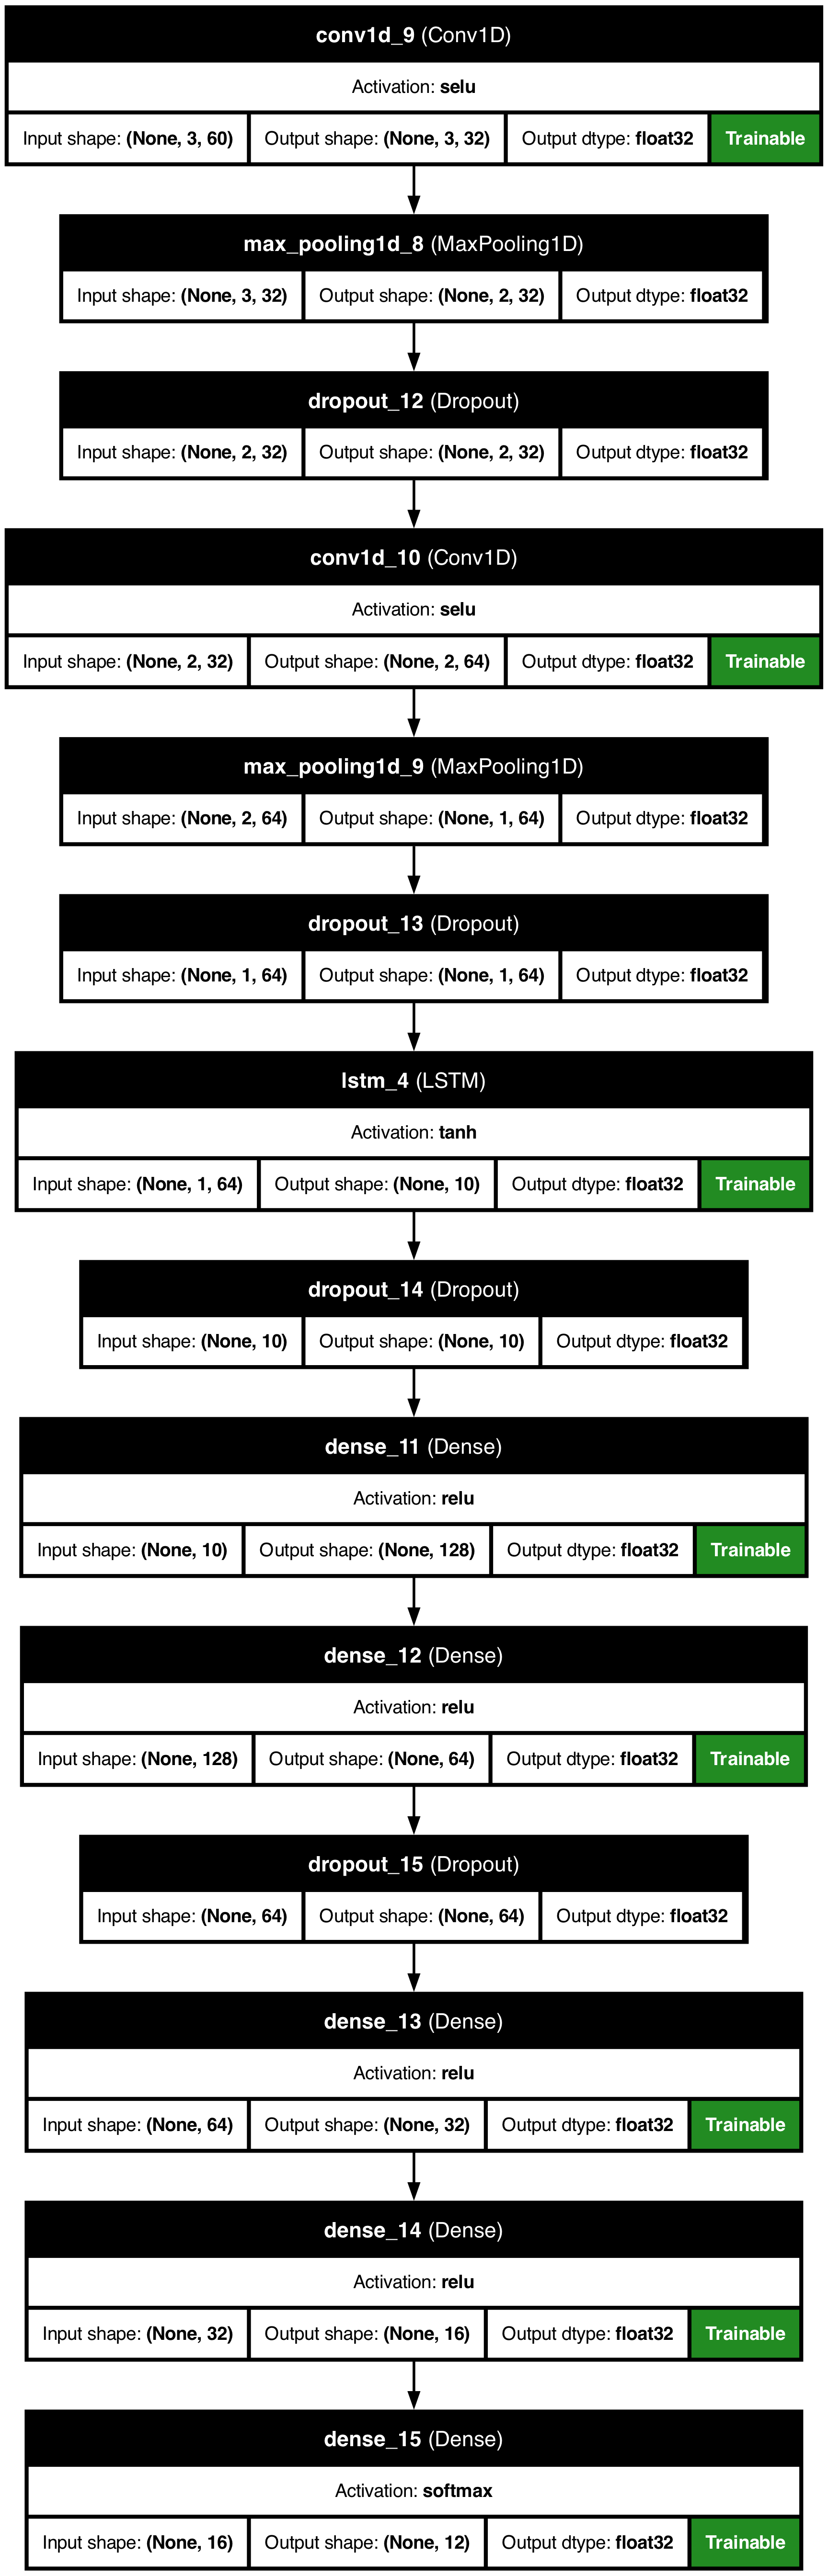 conv1d_9 (Conv1D)
Activation: selu
Input shape: (None, 3, 60) Output shape: (None, 3, 32) Output dtype: float32 Trainable
max_pooling1d_8 (MaxPooling1D)
Input shape: (None, 3, 32) Output shape: (None, 2, 32) Output dtype: float32
dropout_12 (Dropout)
Input shape: (None, 2, 32) Output shape: (None, 2, 32) Output dtype: float32
conv1d_10 (Conv1D)
Activation: selu
Input shape: (None, 2, 32) Output shape: (None, 2, 64) Output dtype: float32 Trainable
max_pooling1d_9 (MaxPooling1D)
Input shape: (None, 2, 64) Output shape: (None, 1, 64) Output dtype: float32
dropout_13 (Dropout)
Input shape: (None, 1, 64) Output shape: (None, 1, 64) Output dtype: float32
lstm_4 (LSTM)
Activation: tanh
Input shape: (None, 1, 64) Output shape: (None, 10) Output dtype: float32 Trainable
dropout_14 (Dropout)
Input shape: (None, 10) Output shape: (None, 10) Output dtype: float32
dense_11 (Dense)
Activation: relu
Input shape: (None, 10) Output shape: (None, 128) Output dtype: float32 Trainable
dense_12 (Dense)
Activation: relu
Input shape: (None, 128) Output shape: (None, 64) Output dtype: float32 Trainable
dropout_15 (Dropout)
Input shape: (None, 64) Output shape: (None, 64) Output dtype: float32
dense_13 (Dense)
Activation: relu
Input shape: (None, 64) Output shape: (None, 32) Output dtype: float32 Trainable
dense_14 (Dense)
Activation: relu
Input shape: (None, 32) Output shape: (None, 16) Output dtype: float32 Trainable
dense_15 (Dense)
Activation: softmax
Input shape: (None, 16) Output shape: (None, 12) Output dtype: float32 Trainable